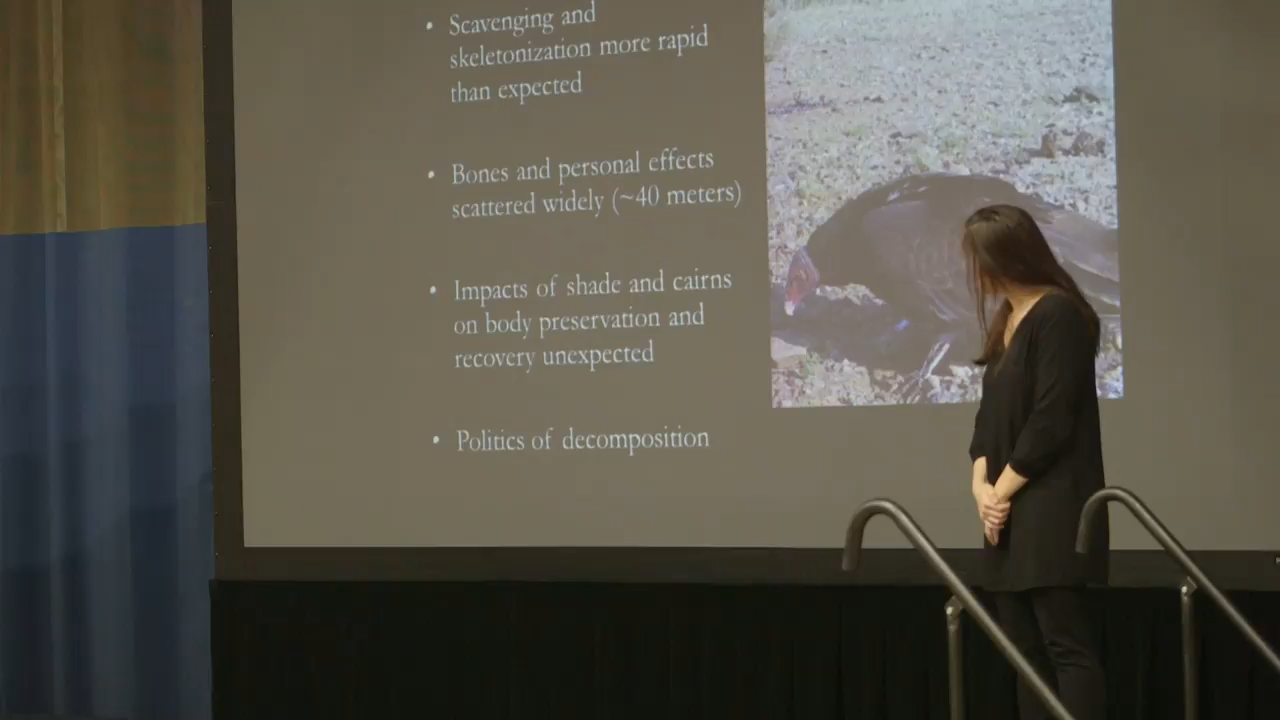 • Scavenging and
skeletonization more rapid
than expected
• Bones and personal effects
scattered widely (~40 meters)
• Impacts of shade and cairns
on body preservation and
recovery unexpected
• Politics of decomposition